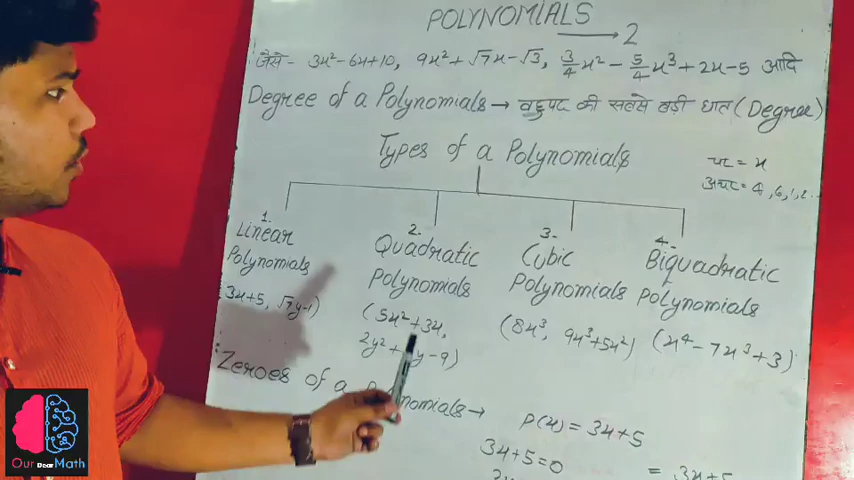 POLYNOMIALS
→ 2
जैसे - 3x²-6x+10, 9x²+√7x-√3, 3/4x²-5/4x³+2x-5 आदि
Degree of a Polynomials → बहुपद की सबसे बड़ी घात (Degree)
Types of a Polynomials
चर = x
अचर = 4, 6, 1, 2..
1. Linear
Polynomials
(3x+5, √7y-1)
2. Quadratic
Polynomials
(5x²+3x,
2y²+ y-9)
3. Cubic
Polynomials
(8x³, 9x³+5x²)
4. Biquadratic
Polynomials
(x⁴-7x³+3)
Zeroes of a Polynomials →
P(x) = 3x+5
3x+5=0
= 3x+5
Our Dear Math